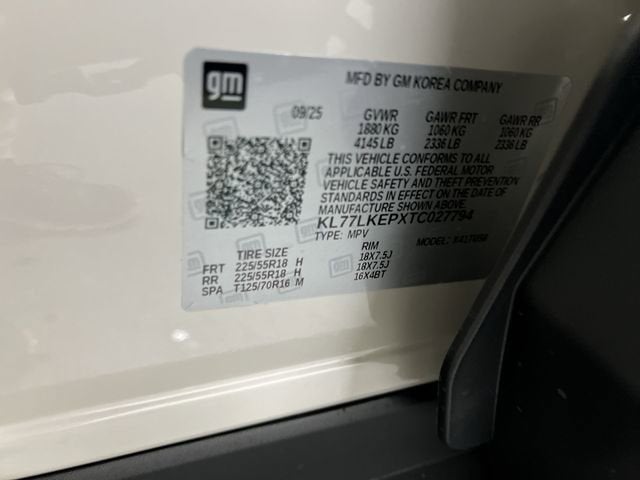 gm
MFD BY GM KOREA COMPANY
09/25 GVWR GAWR FRT GAWR RR
1880 KG 1060 KG 1060 KG
4145 LB 2336 LB 2336 LB
THIS VEHICLE CONFORMS TO ALL
APPLICABLE U.S. FEDERAL MOTOR
VEHICLE SAFETY AND THEFT PREVENTION
STANDARDS IN EFFECT ON THE DATE OF
MANUFACTURE SHOWN ABOVE.
KL77LKEPXTC027794
TYPE: MPV MODEL:
TIRE SIZE RIM
FRT 225/55R18 H 18X7.5J
RR 225/55R18 H 18X7.5J
SPA T125/70R16 M 16X4BT